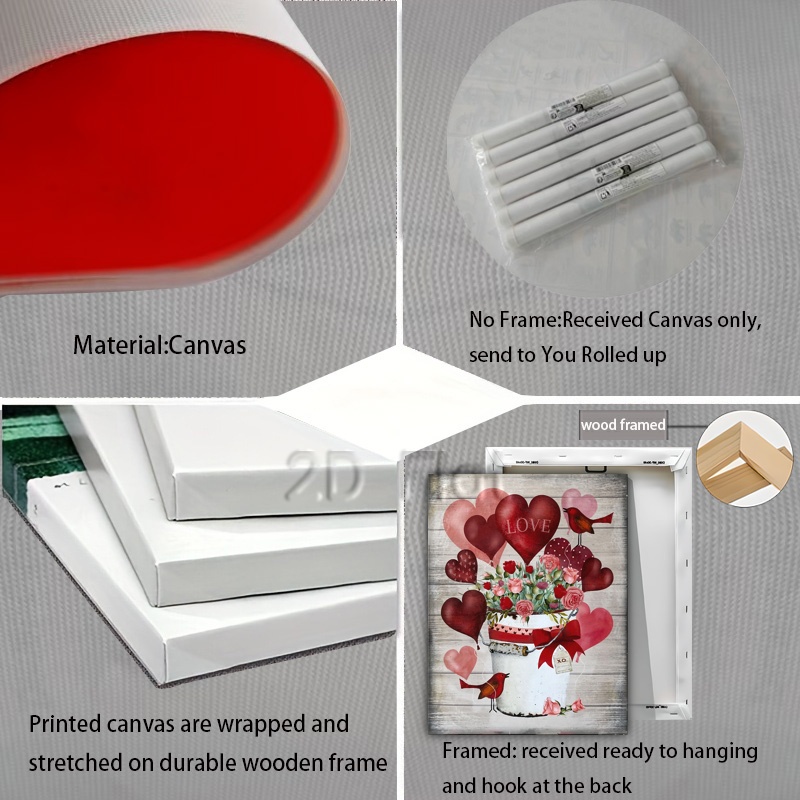 Material:Canvas
No Frame:Received Canvas only,
send to You Rolled up
wood framed
2D
LOVE
X.O.
Printed canvas are wrapped and
stretched on durable wooden frame
Framed: received ready to hanging
and hook at the back